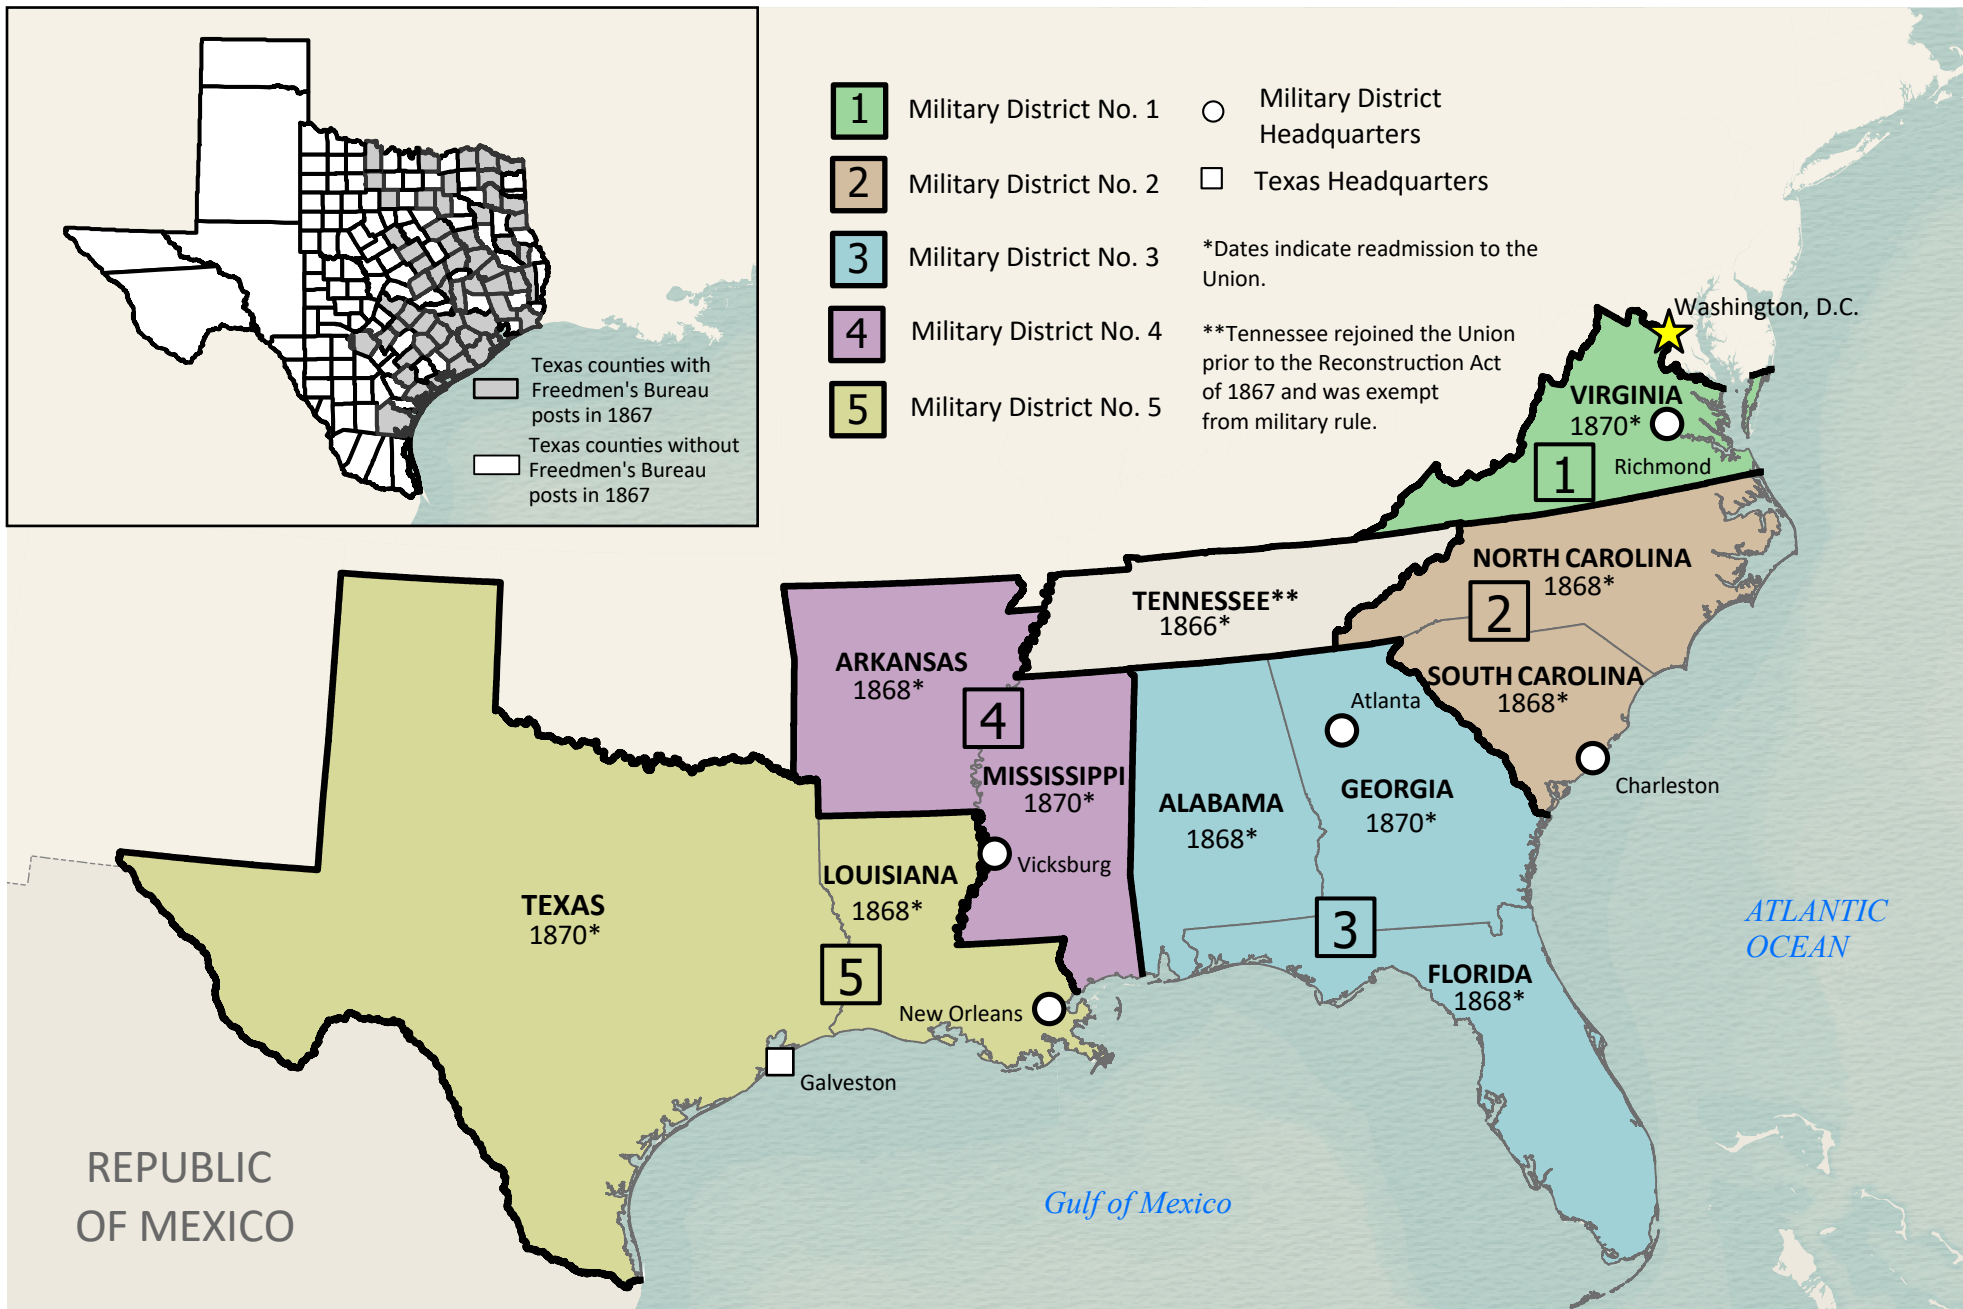 Texas counties with
Freedmen's Bureau
posts in 1867
Texas counties without
Freedmen's Bureau
posts in 1867
1 Military District No. 1
2 Military District No. 2
3 Military District No. 3
4 Military District No. 4
5 Military District No. 5
Military District
Headquarters
Texas Headquarters
*Dates indicate readmission to the
Union.
**Tennessee rejoined the Union
prior to the Reconstruction Act
of 1867 and was exempt
from military rule.
Washington, D.C.
VIRGINIA
1870*
Richmond
1
NORTH CAROLINA
1868*
2
SOUTH CAROLINA
1868*
Charleston
TENNESSEE**
1866*
ARKANSAS
1868*
4
MISSISSIPPI
1870*
Vicksburg
ALABAMA
1868*
Atlanta
GEORGIA
1870*
3
FLORIDA
1868*
TEXAS
1870*
LOUISIANA
1868*
5
New Orleans
Galveston
REPUBLIC
OF MEXICO
Gulf of Mexico
ATLANTIC
OCEAN